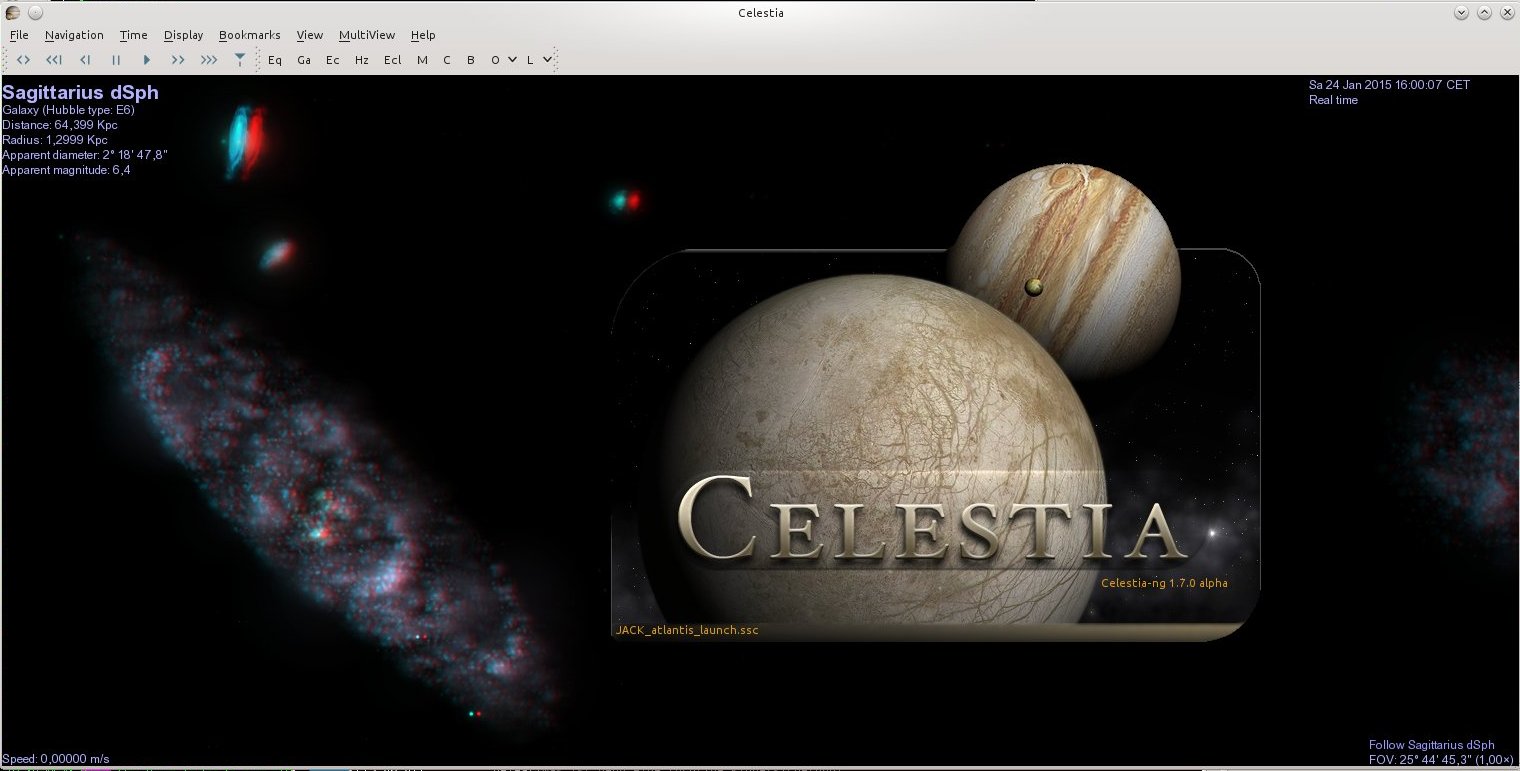 Celestia
File Navigation Time Display Bookmarks View MultiView Help
Eq Ga Ec Hz Ecl M C B O L
Sagittarius dSph
Galaxy (Hubble type: E6)
Distance: 64,399 Kpc
Radius: 1,2999 Kpc
Apparent diameter: 2° 18' 47,8"
Apparent magnitude: 6,4
Sa 24 Jan 2015 16:00:07 CET
Real time
CELESTIA
Celestia-ng 1.7.0 alpha
JACK_atlantis_launch.ssc
Speed: 0,00000 m/s
Follow Sagittarius dSph
FOV: 25° 44' 45,3" (1,00×)